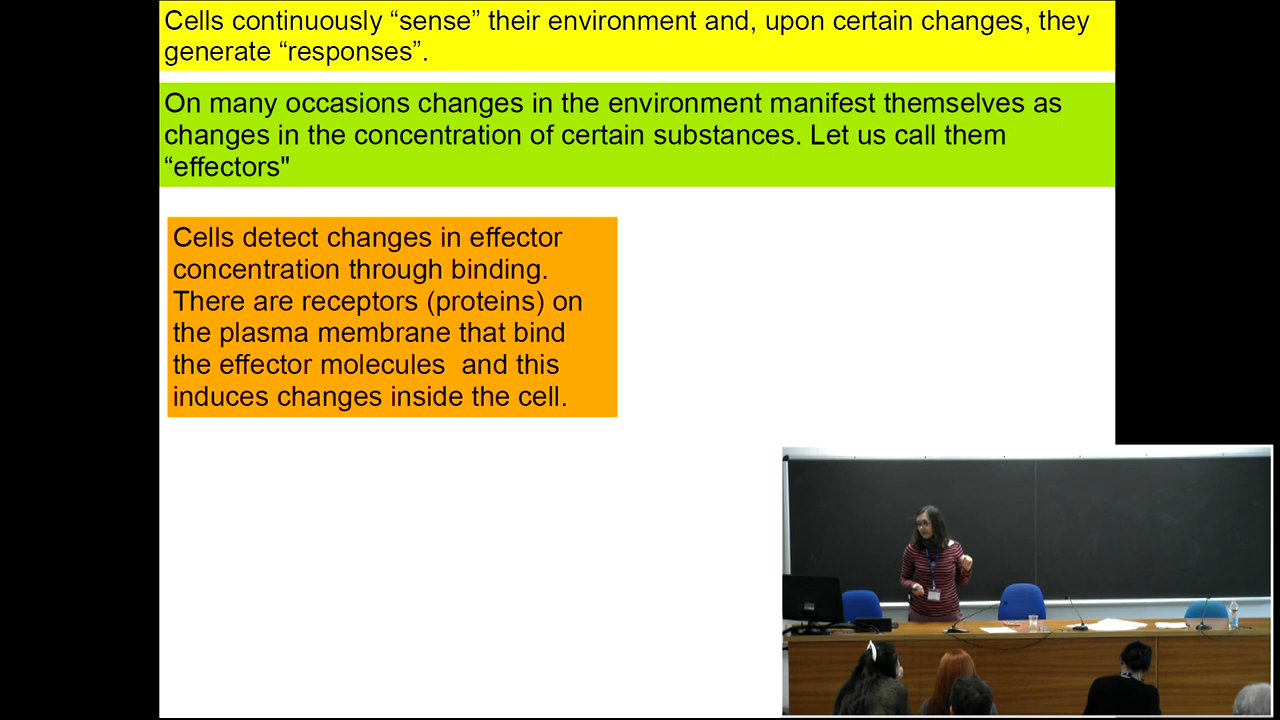 Cells continuously “sense” their environment and, upon certain changes, they
generate “responses”.
On many occasions changes in the environment manifest themselves as
changes in the concentration of certain substances. Let us call them
“effectors"
Cells detect changes in effector
concentration through binding.
There are receptors (proteins) on
the plasma membrane that bind
the effector molecules  and this
induces changes inside the cell.